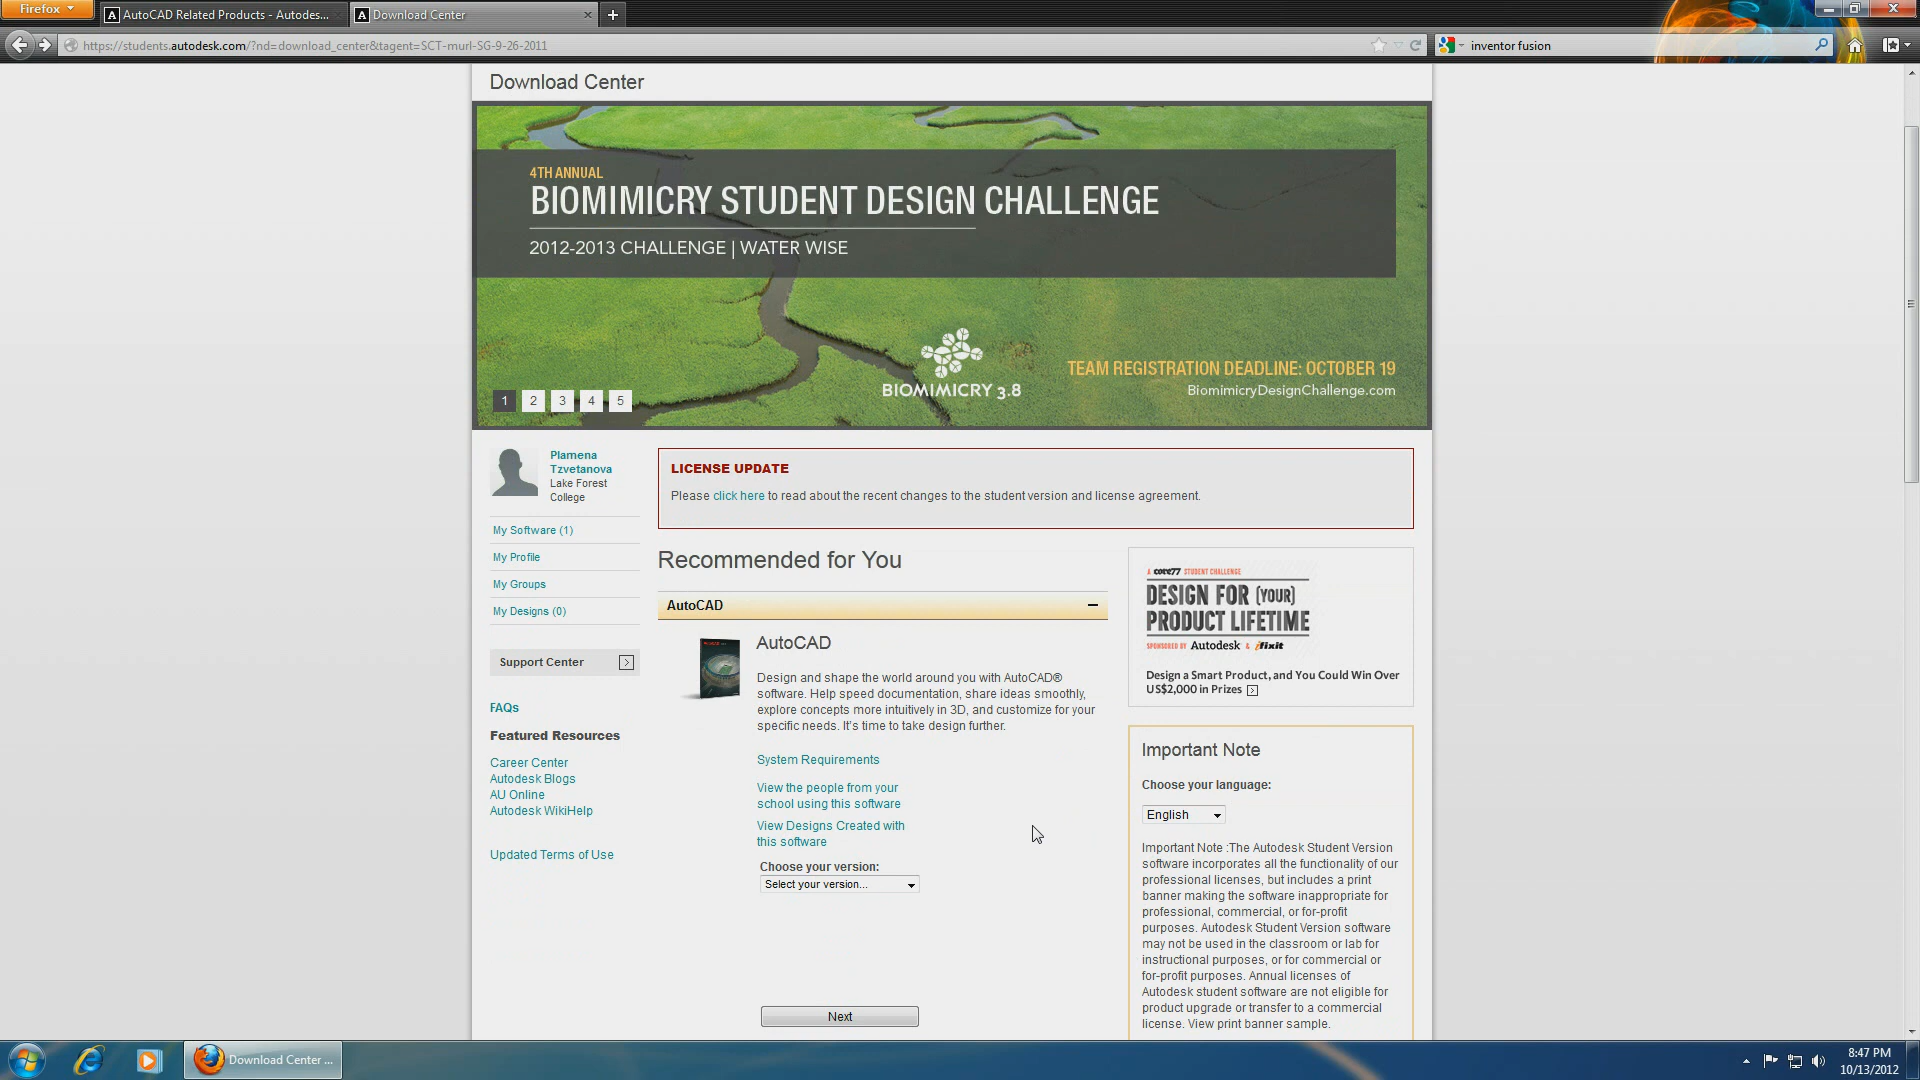 Firefox
AutoCAD Related Products - Autodes...
Download Center
https://students.autodesk.com/?nd=download_center&tagent=SCT-murl-SG-9-26-2011
inventor fusion
Download Center
4TH ANNUAL
BIOMIMICRY STUDENT DESIGN CHALLENGE
2012-2013 CHALLENGE | WATER WISE
BIOMIMICRY 3.8
TEAM REGISTRATION DEADLINE: OCTOBER 19
BiomimicryDesignChallenge.com
1 2 3 4 5
Plamena
Tzvetanova
Lake Forest
College
My Software (1)
My Profile
My Groups
My Designs (0)
Support Center
FAQs
Featured Resources
Career Center
Autodesk Blogs
AU Online
Autodesk WikiHelp
Updated Terms of Use
LICENSE UPDATE
Please click here to read about the recent changes to the student version and license agreement.
Recommended for You
AutoCAD
AutoCAD
Design and shape the world around you with AutoCAD®
software. Help speed documentation, share ideas smoothly,
explore concepts more intuitively in 3D, and customize for your
specific needs. It's time to take design further.
System Requirements
View the people from your
school using this software
View Designs Created with
this software
Choose your version:
Select your version...
Next
A core77 STUDENT CHALLENGE
DESIGN FOR (YOUR)
PRODUCT LIFETIME
SPONSORED BY Autodesk & ifixit
Design a Smart Product, and You Could Win Over
US$2,000 in Prizes
Important Note
Choose your language:
English
Important Note :The Autodesk Student Version
software incorporates all the functionality of our
professional licenses, but includes a print
banner making the software inappropriate for
professional, commercial, or for-profit
purposes. Autodesk Student Version software
may not be used in the classroom or lab for
instructional purposes, or for commercial or
for-profit purposes. Annual licenses of
Autodesk student software are not eligible for
product upgrade or transfer to a commercial
license. View print banner sample.
Download Center ...
8:47 PM
10/13/2012